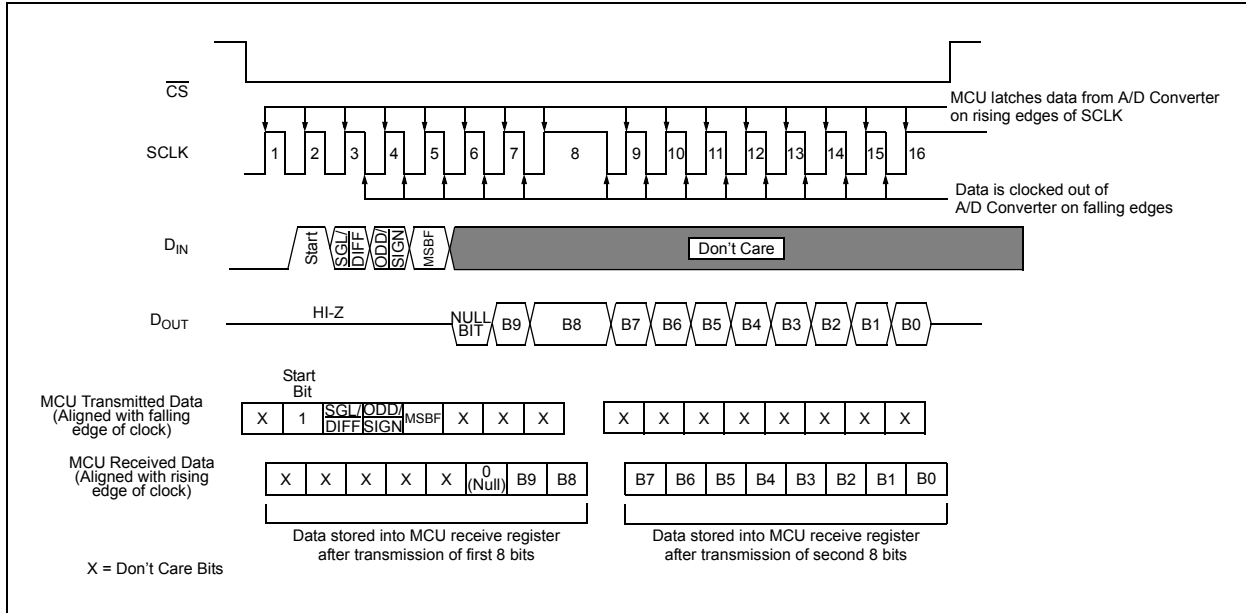 CS
MCU latches data from A/D Converter
on rising edges of SCLK
SCLK
1 2 3 4 5 6 7 8 9 10 11 12 13 14 15 16
Data is clocked out of
A/D Converter on falling edges
DIN
Start SGL/DIFF ODD/SIGN MSBF Don't Care
DOUT
HI-Z
NULL BIT B9 B8 B7 B6 B5 B4 B3 B2 B1 B0
Start
Bit
MCU Transmitted Data
(Aligned with falling
edge of clock)
X 1 SGL/DIFF ODD/SIGN MSBF X X X
X X X X X X X X
MCU Received Data
(Aligned with rising
edge of clock)
X X X X X 0 (Null) B9 B8
B7 B6 B5 B4 B3 B2 B1 B0
Data stored into MCU receive register
after transmission of first 8 bits
Data stored into MCU receive register
after transmission of second 8 bits
X = Don't Care Bits